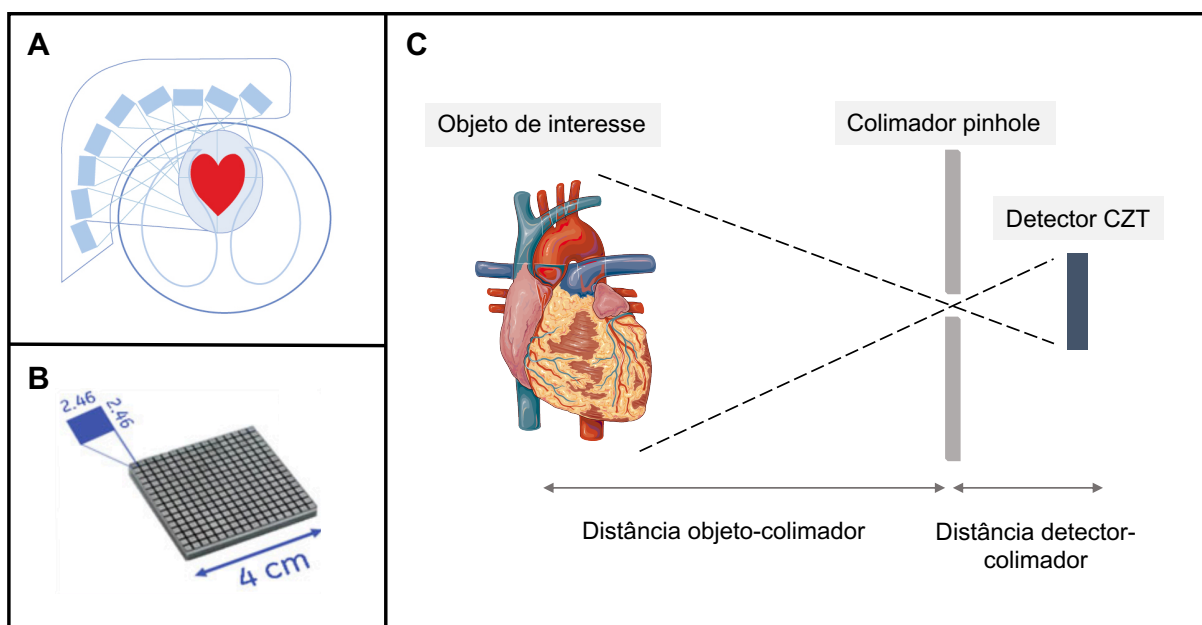 A
B
2.46
2.46
4 cm
C
Objeto de interesse
Colimador pinhole
Detector CZT
Distância objeto-colimador
Distância detector-
colimador